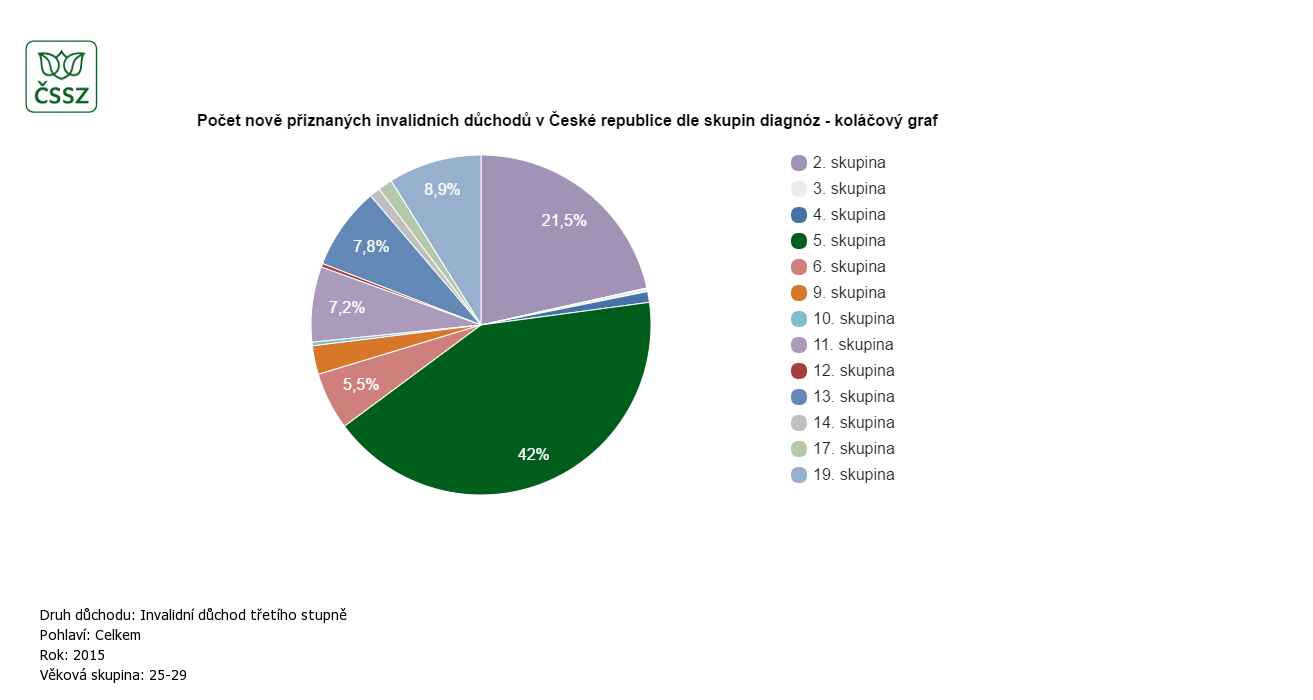 ČSSZ
Počet nově přiznaných invalidních důchodů v České republice dle skupin diagnóz - koláčový graf
8,9%
21,5%
7,8%
7,2%
5,5%
42%
2. skupina
3. skupina
4. skupina
5. skupina
6. skupina
9. skupina
10. skupina
11. skupina
12. skupina
13. skupina
14. skupina
17. skupina
19. skupina
Druh důchodu: Invalidní důchod třetího stupně
Pohlaví: Celkem
Rok: 2015
Věková skupina: 25-29